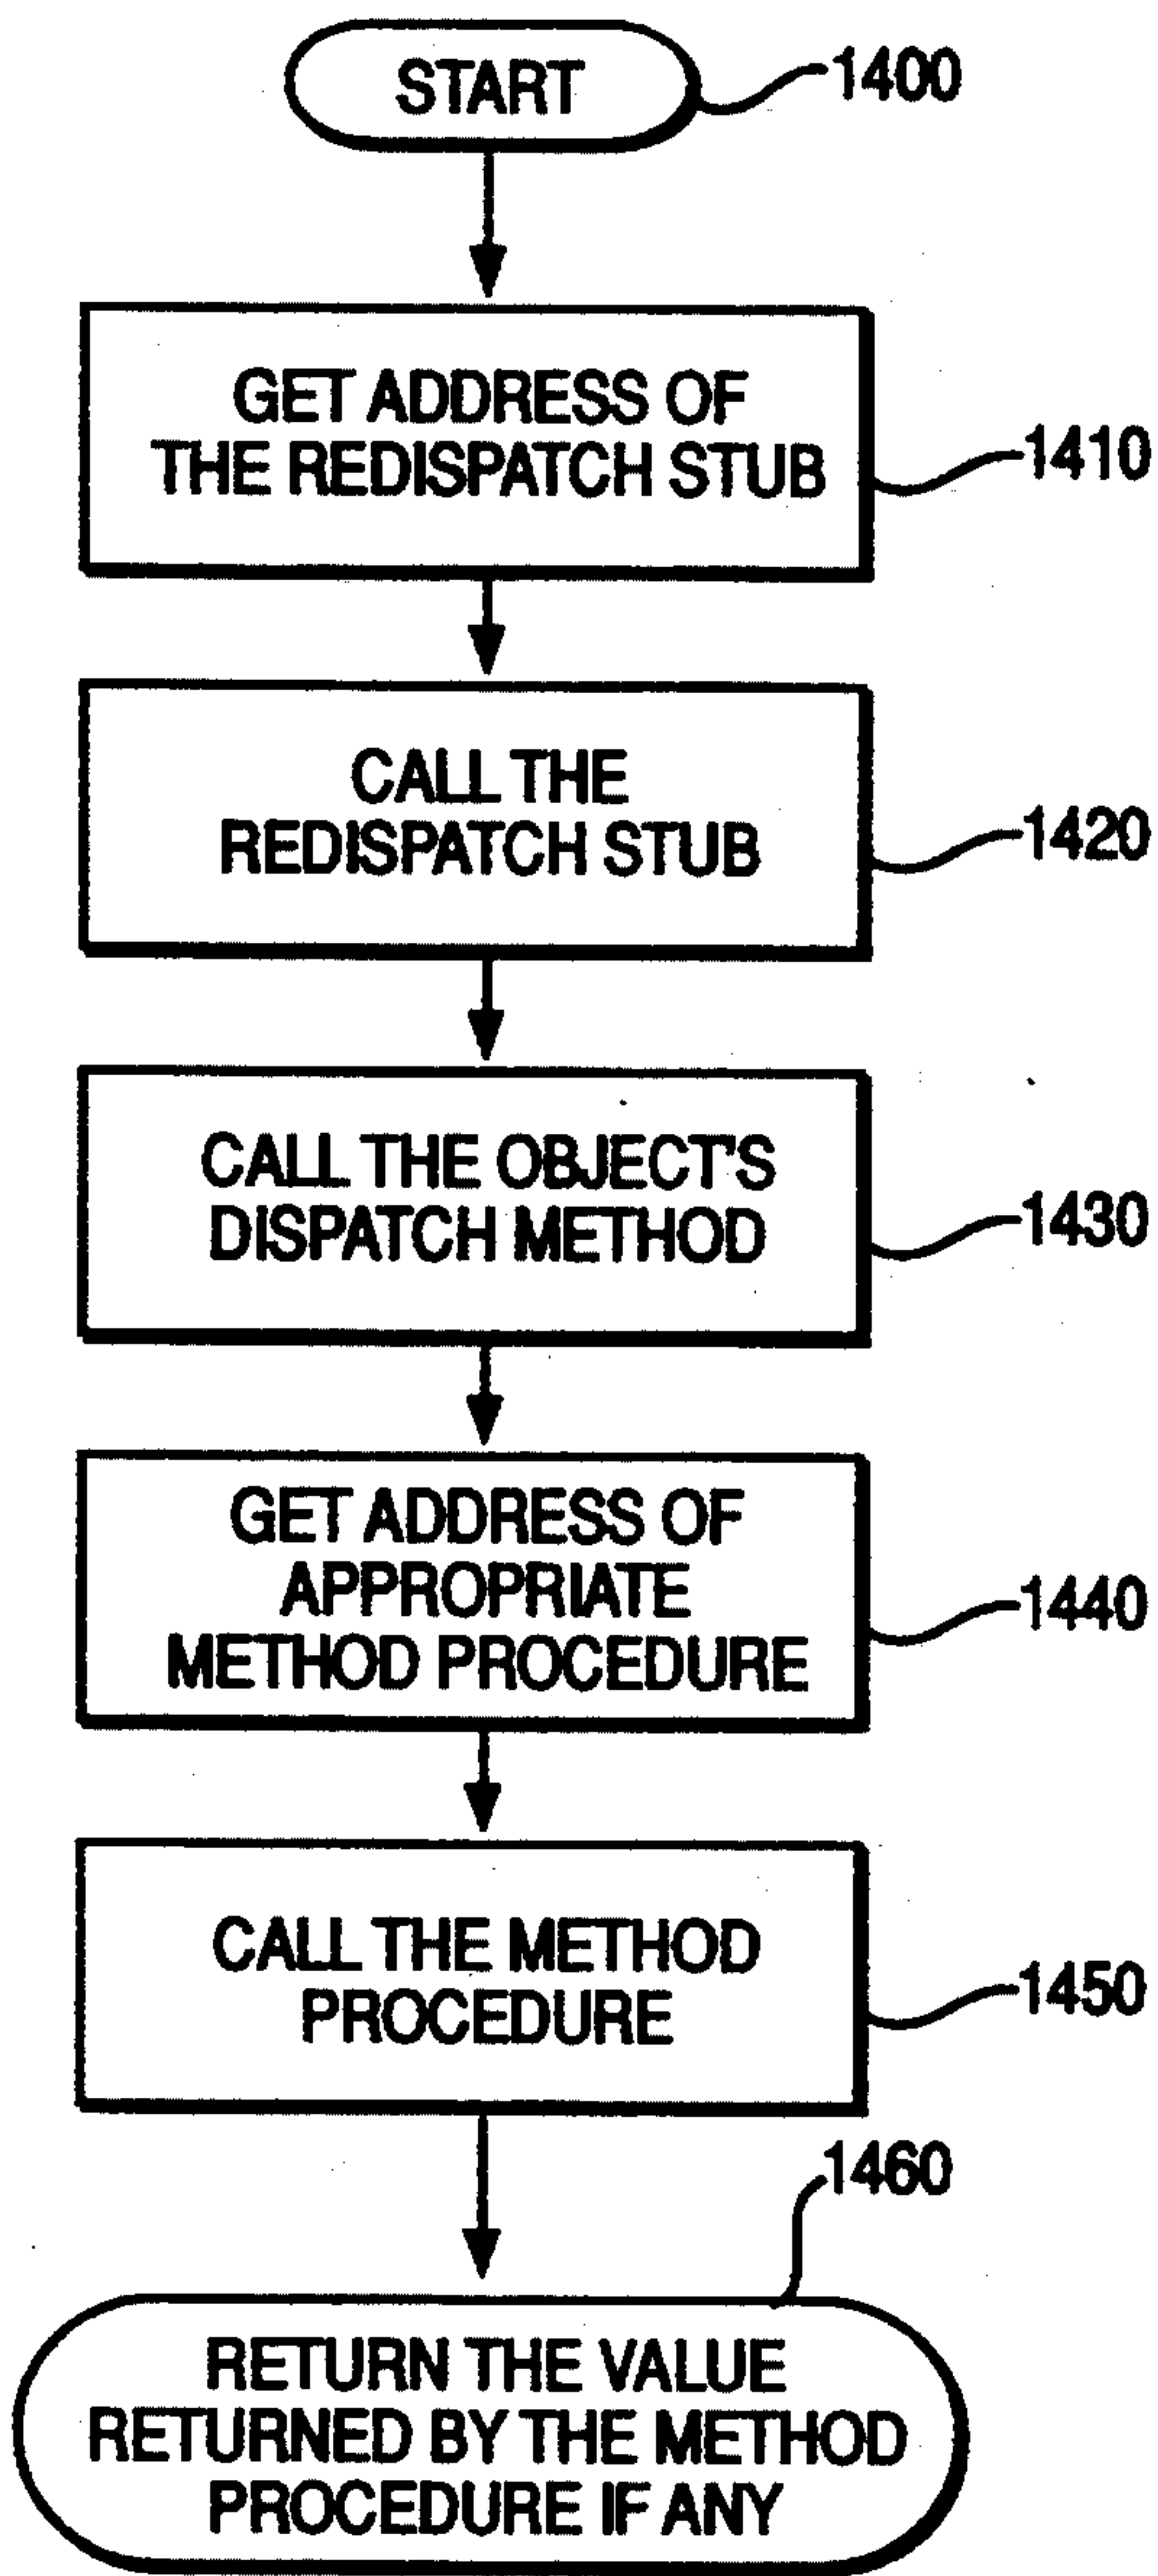 START
1400
GET ADDRESS OF
THE REDISPATCH STUB
1410
CALL THE
REDISPATCH STUB
1420
CALL THE OBJECT'S
DISPATCH METHOD
1430
GET ADDRESS OF
APPROPRIATE
METHOD PROCEDURE
1440
CALL THE METHOD
PROCEDURE
1450
1460
RETURN THE VALUE
RETURNED BY THE METHOD
PROCEDURE IF ANY